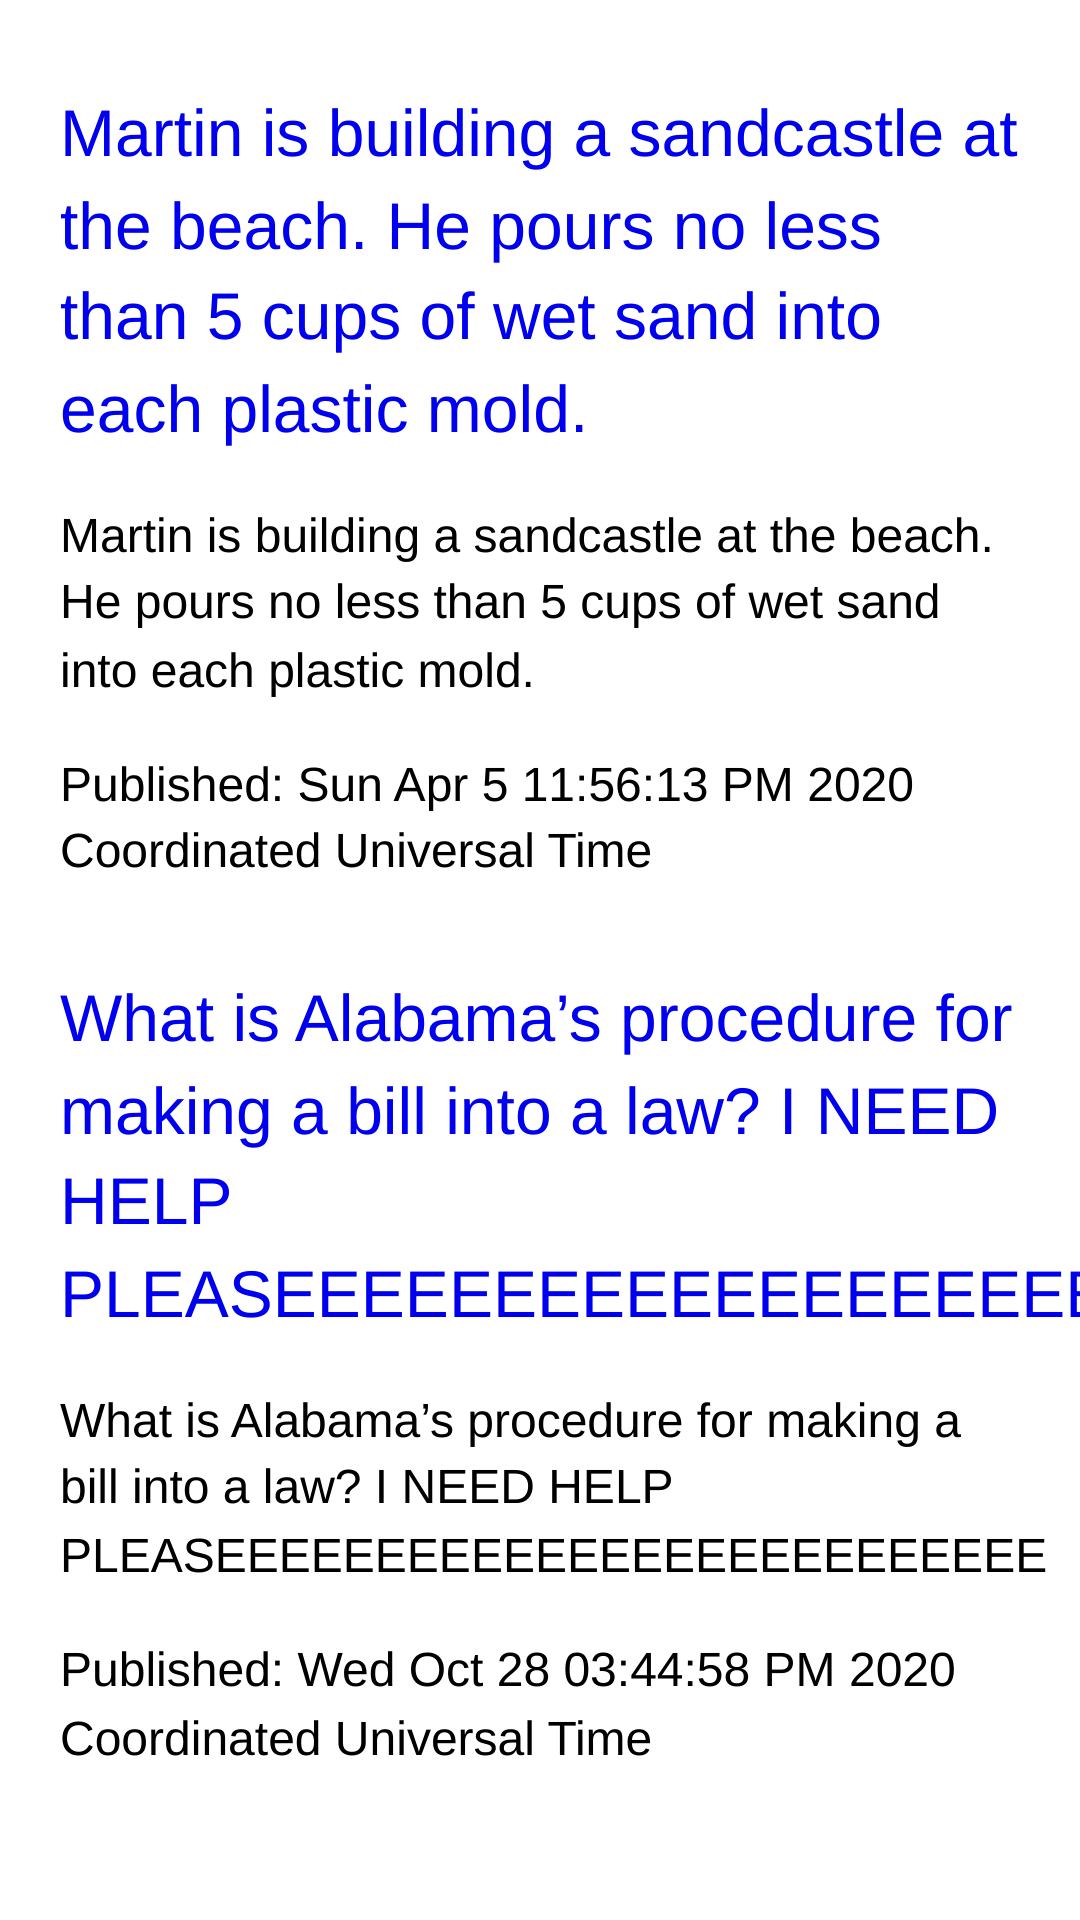 Martin is building a sandcastle at
the beach. He pours no less
than 5 cups of wet sand into
each plastic mold.
Martin is building a sandcastle at the beach.
He pours no less than 5 cups of wet sand
into each plastic mold.
Published: Sun Apr 5 11:56:13 PM 2020
Coordinated Universal Time
What is Alabama’s procedure for
making a bill into a law? I NEED
HELP
PLEASEEEEEEEEEEEEEEEEEEE
What is Alabama’s procedure for making a
bill into a law? I NEED HELP
PLEASEEEEEEEEEEEEEEEEEEEEEEEEEE
Published: Wed Oct 28 03:44:58 PM 2020
Coordinated Universal Time